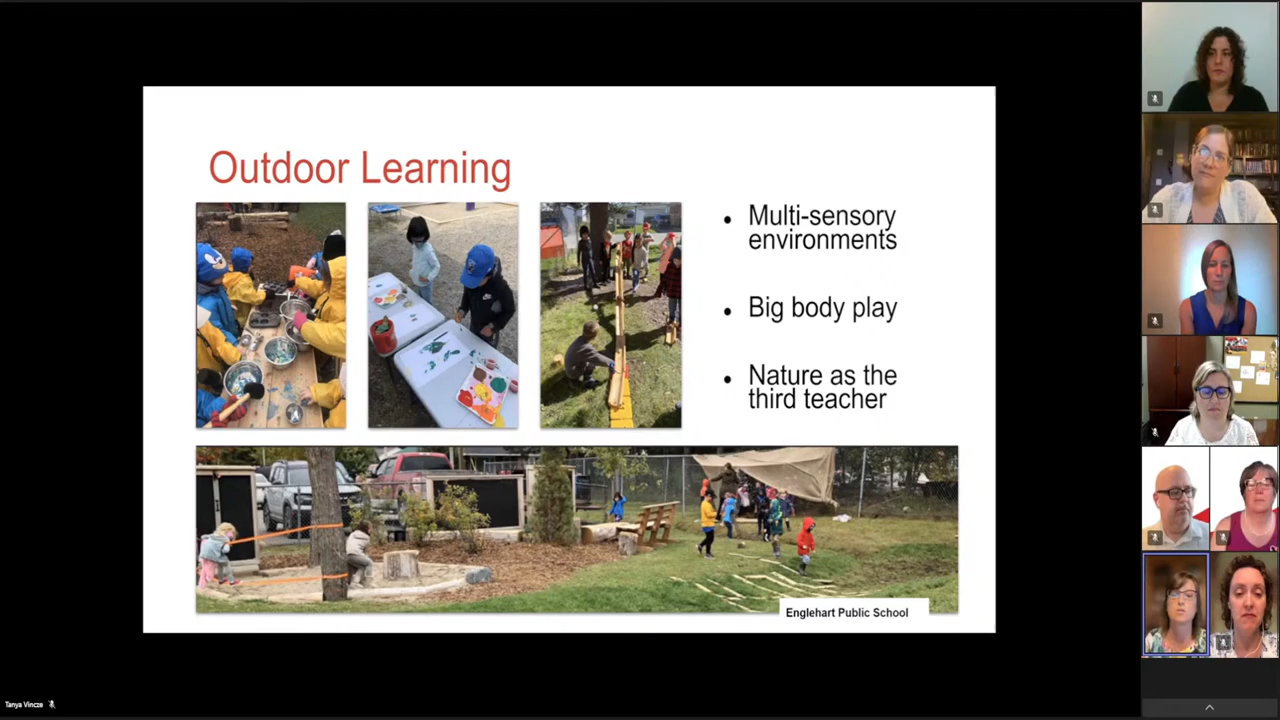 Outdoor Learning
• Multi-sensory
environments
• Big body play
• Nature as the
third teacher
Englehart Public School
Tanya Vincze